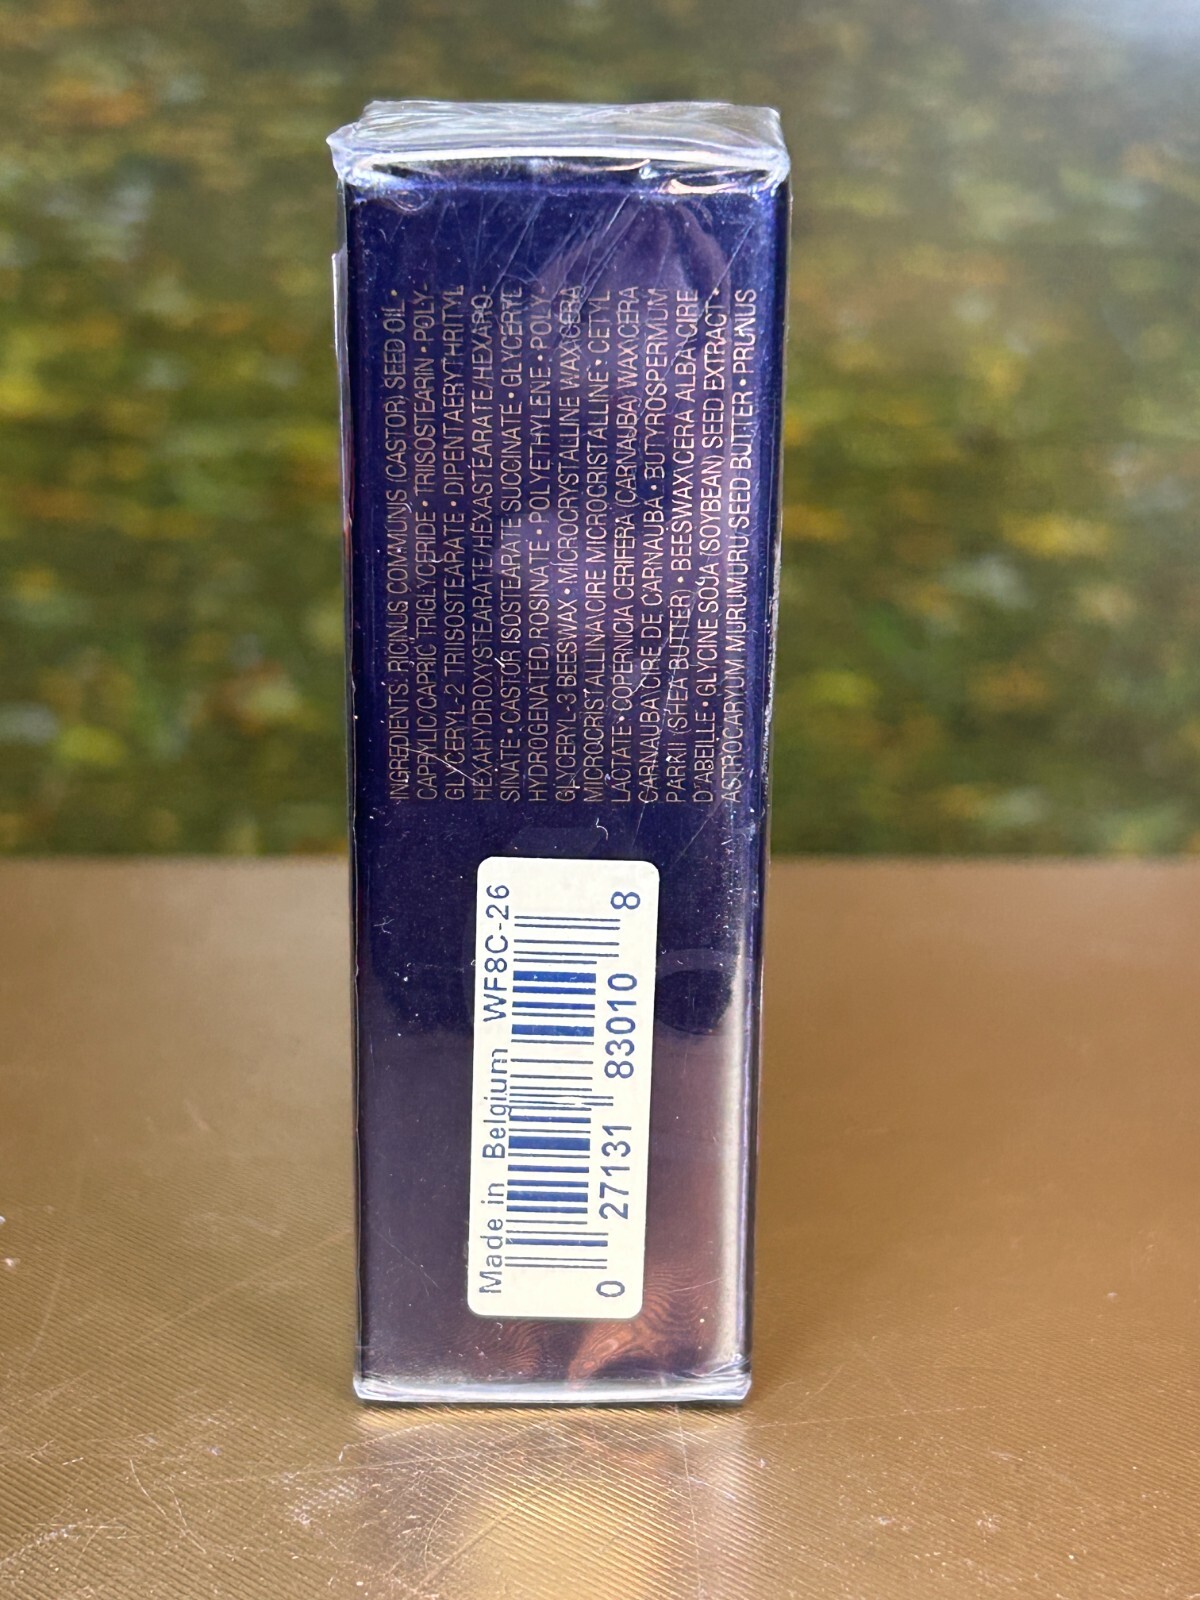 INGREDIENTS: RICINUS COMMUNIS (CASTOR) SEED OIL •
CAPRYLIC/CAPRIC TRIGLYCERIDE • TRIISOSTEARIN • POLY-
GLYCERYL-2 TRIISOSTEARATE • DIPENTAERYTHRITYL
HEXAHYDROXYSTEARATE/HEXASTEARATE/HEXARO-
SINATE • CASTOR ISOSTEARATE SUCCINATE • GLYCERYL
HYDROGENATED ROSINATE • POLYETHYLENE • POLY-
GLYCERYL-3 BEESWAX • MICROCRYSTALLINE WAX\CERA
MICROCRISTALLINA\CIRE MICROCRISTALLINE • CETYL
LACTATE • COPERNICIA CERIFERA (CARNAUBA) WAX\CERA
CARNAUBA\CIRE DE CARNAUBA • BUTYROSPERMUM
PARKII (SHEA BUTTER) • BEESWAX\CERA ALBA\CIRE
D'ABEILLE • GLYCINE SOJA (SOYBEAN) SEED EXTRACT •
ASTROCARYUM MURUMURU SEED BUTTER • PRUNUS
Made in Belgium WF8C-26
0 27131 83010 8